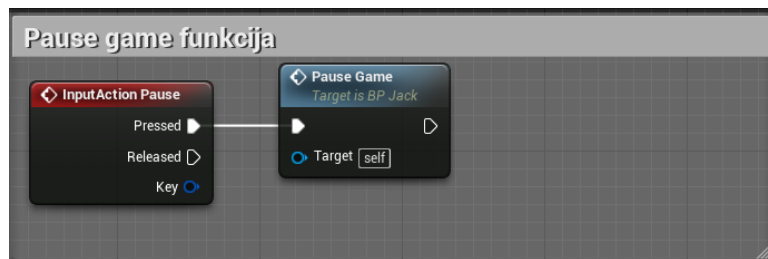 Pause game funkcija
InputAction Pause
Pressed
Released
Key
Pause Game
Target is BP Jack
Target self